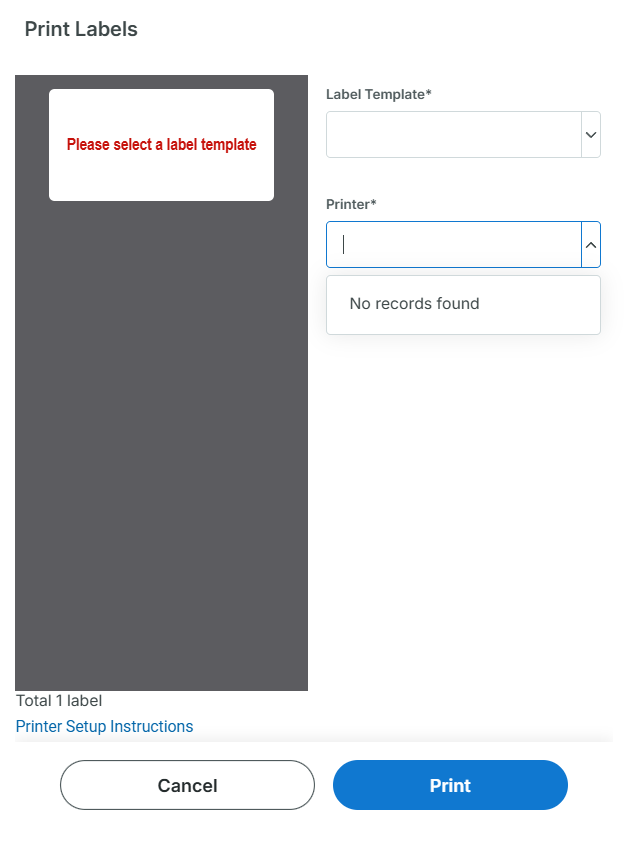 Print Labels
Please select a label template
Label Template*
Printer*
No records found
Total 1 label
Printer Setup Instructions
Cancel
Print